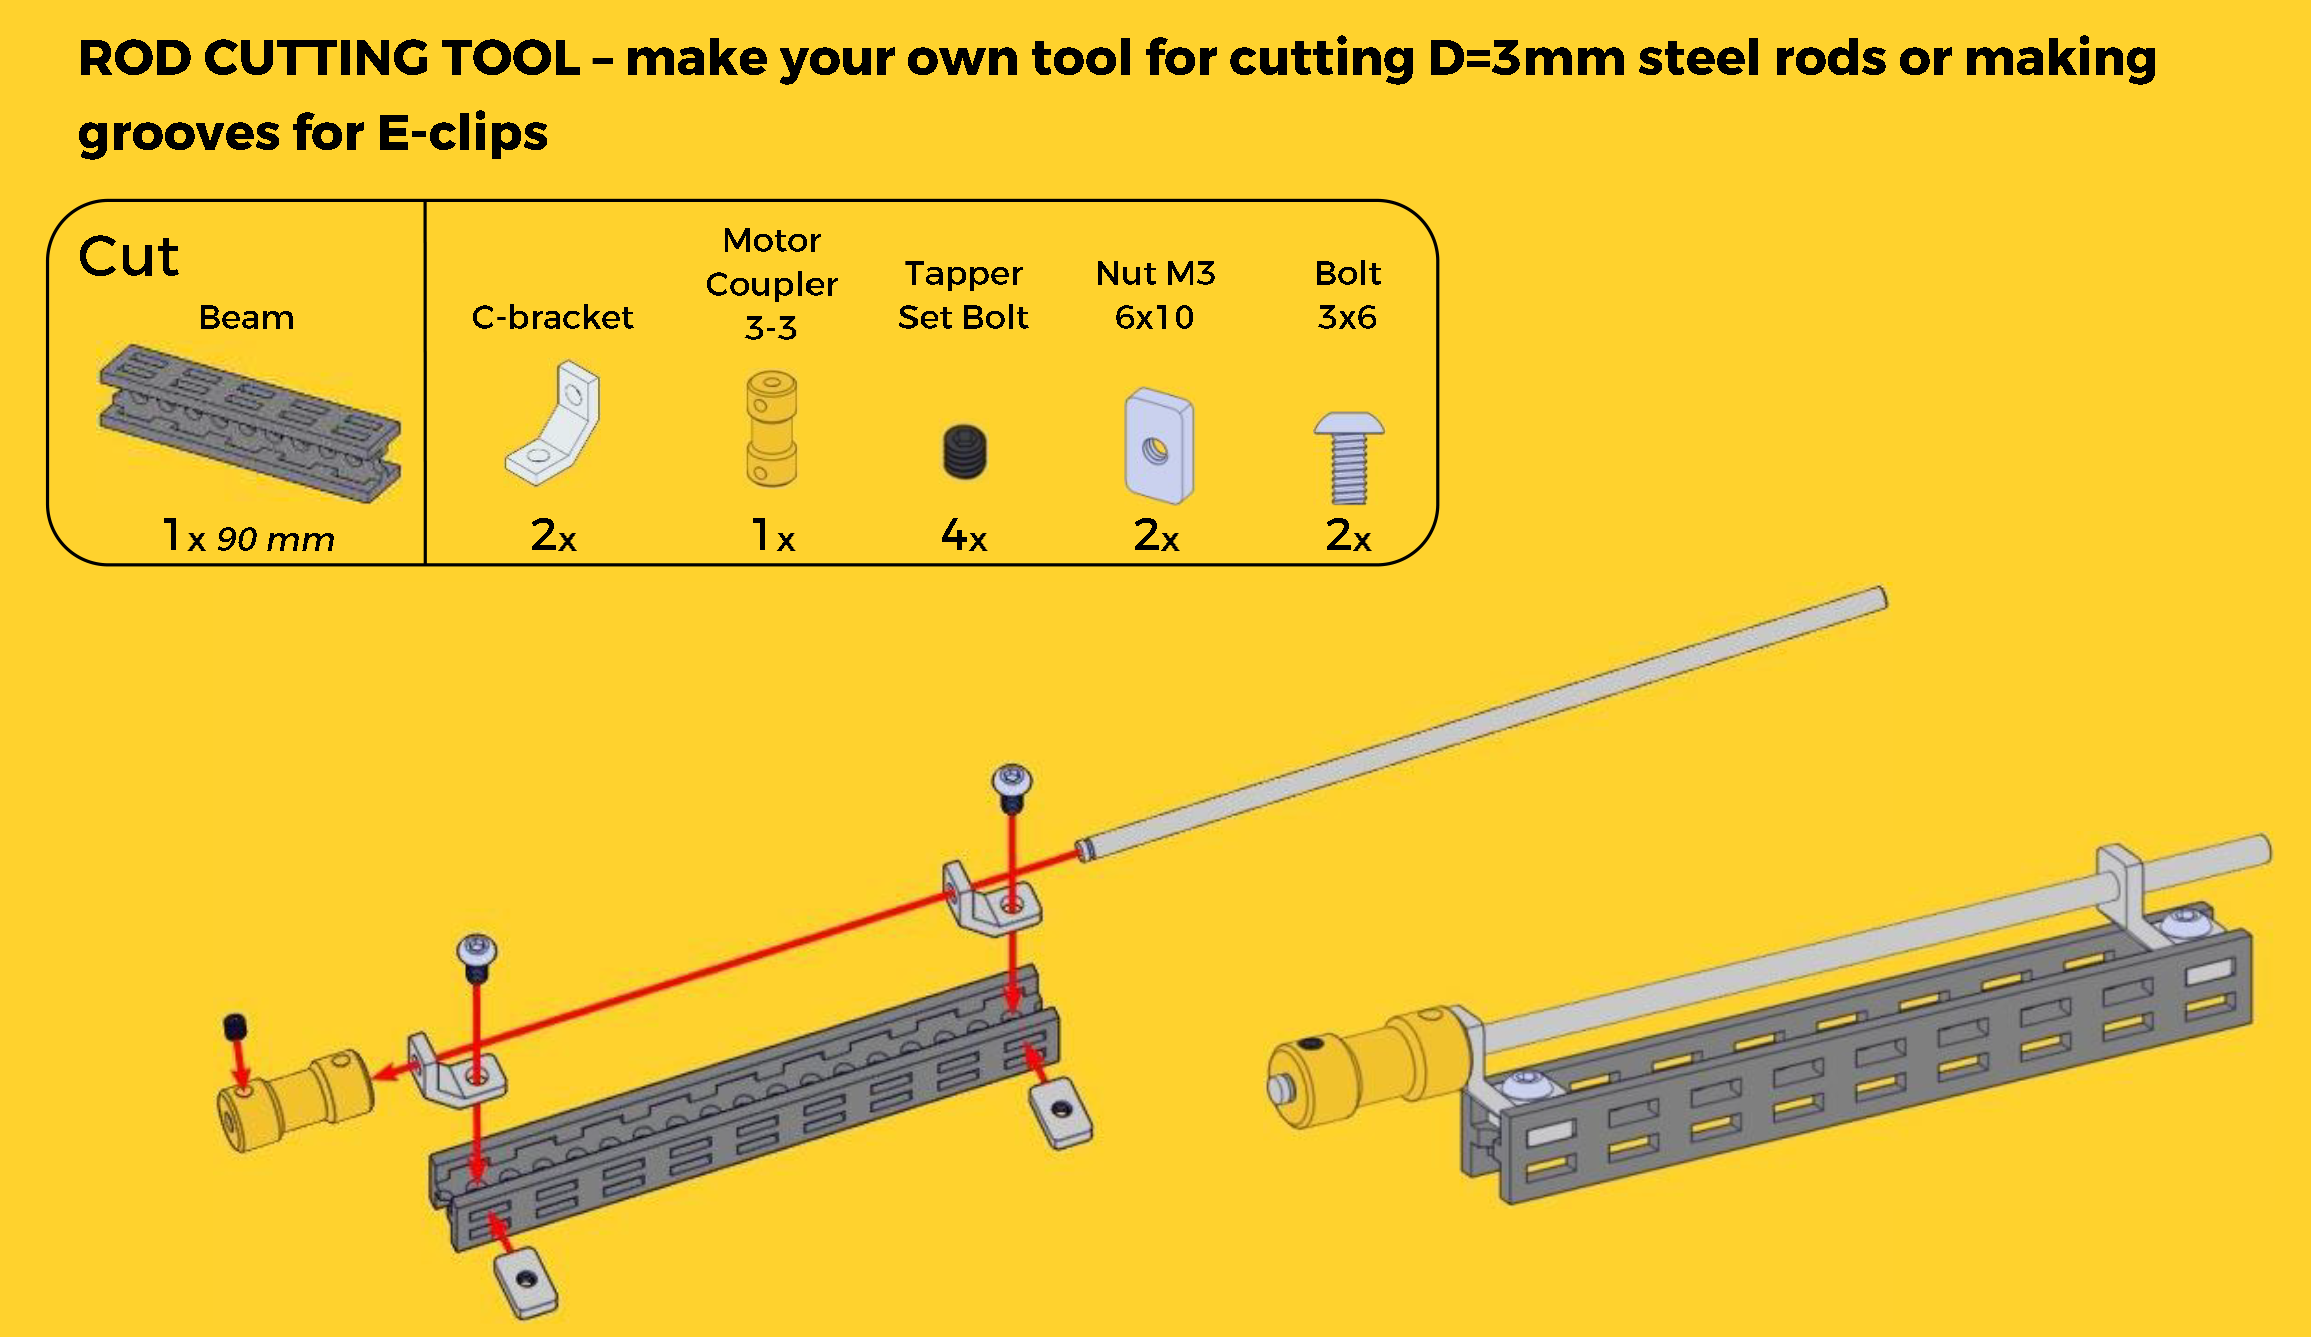 ROD CUTTING TOOL – make your own tool for cutting D=3mm steel rods or making
grooves for E-clips
Cut
Beam
1x 90 mm
C-bracket
2x
Motor
Coupler
3-3
1x
Tapper
Set Bolt
4x
Nut M3
6x10
2x
Bolt
3x6
2x